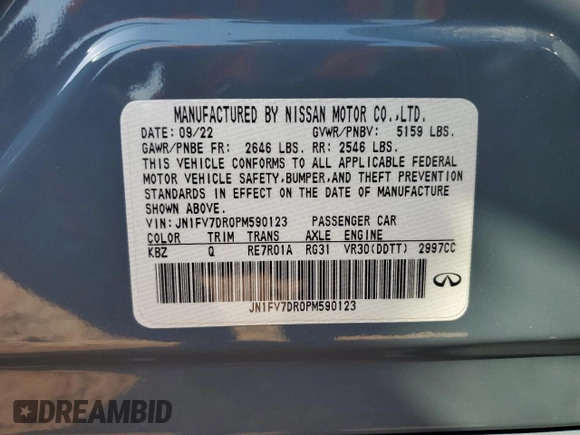 MANUFACTURED BY NISSAN MOTOR CO.,LTD.
DATE: 09/22 GVWR/PNBV: 5159 LBS.
GAWR/PNBE FR: 2646 LBS. RR: 2546 LBS.
THIS VEHICLE CONFORMS TO ALL APPLICABLE FEDERAL
MOTOR VEHICLE SAFETY,BUMPER,AND THEFT PREVENTION
STANDARDS IN EFFECT ON THE DATE OF MANUFACTURE
SHOWN ABOVE.
VIN:JN1FV7DR0PM590123 PASSENGER CAR
COLOR TRIM TRANS AXLE ENGINE
KBZ Q RE7R01A RG31 VR30(DDTT) 2997CC
JN1FV7DR0PM590123
DREAMBID